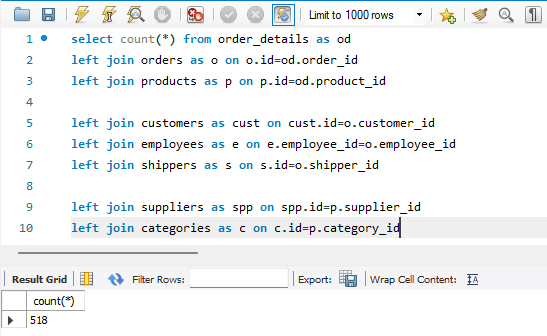 Limit to 1000 rows
1 select count(*) from order_details as od
2 left join orders as o on o.id=od.order_id
3 left join products as p on p.id=od.product_id
4
5 left join customers as cust on cust.id=o.customer_id
6 left join employees as e on e.employee_id=o.employee_id
7 left join shippers as s on s.id=o.shipper_id
8
9 left join suppliers as spp on spp.id=p.supplier_id
10 left join categories as c on c.id=p.category_id
Result Grid Filter Rows: Export: Wrap Cell Content: IA
count(*)
518